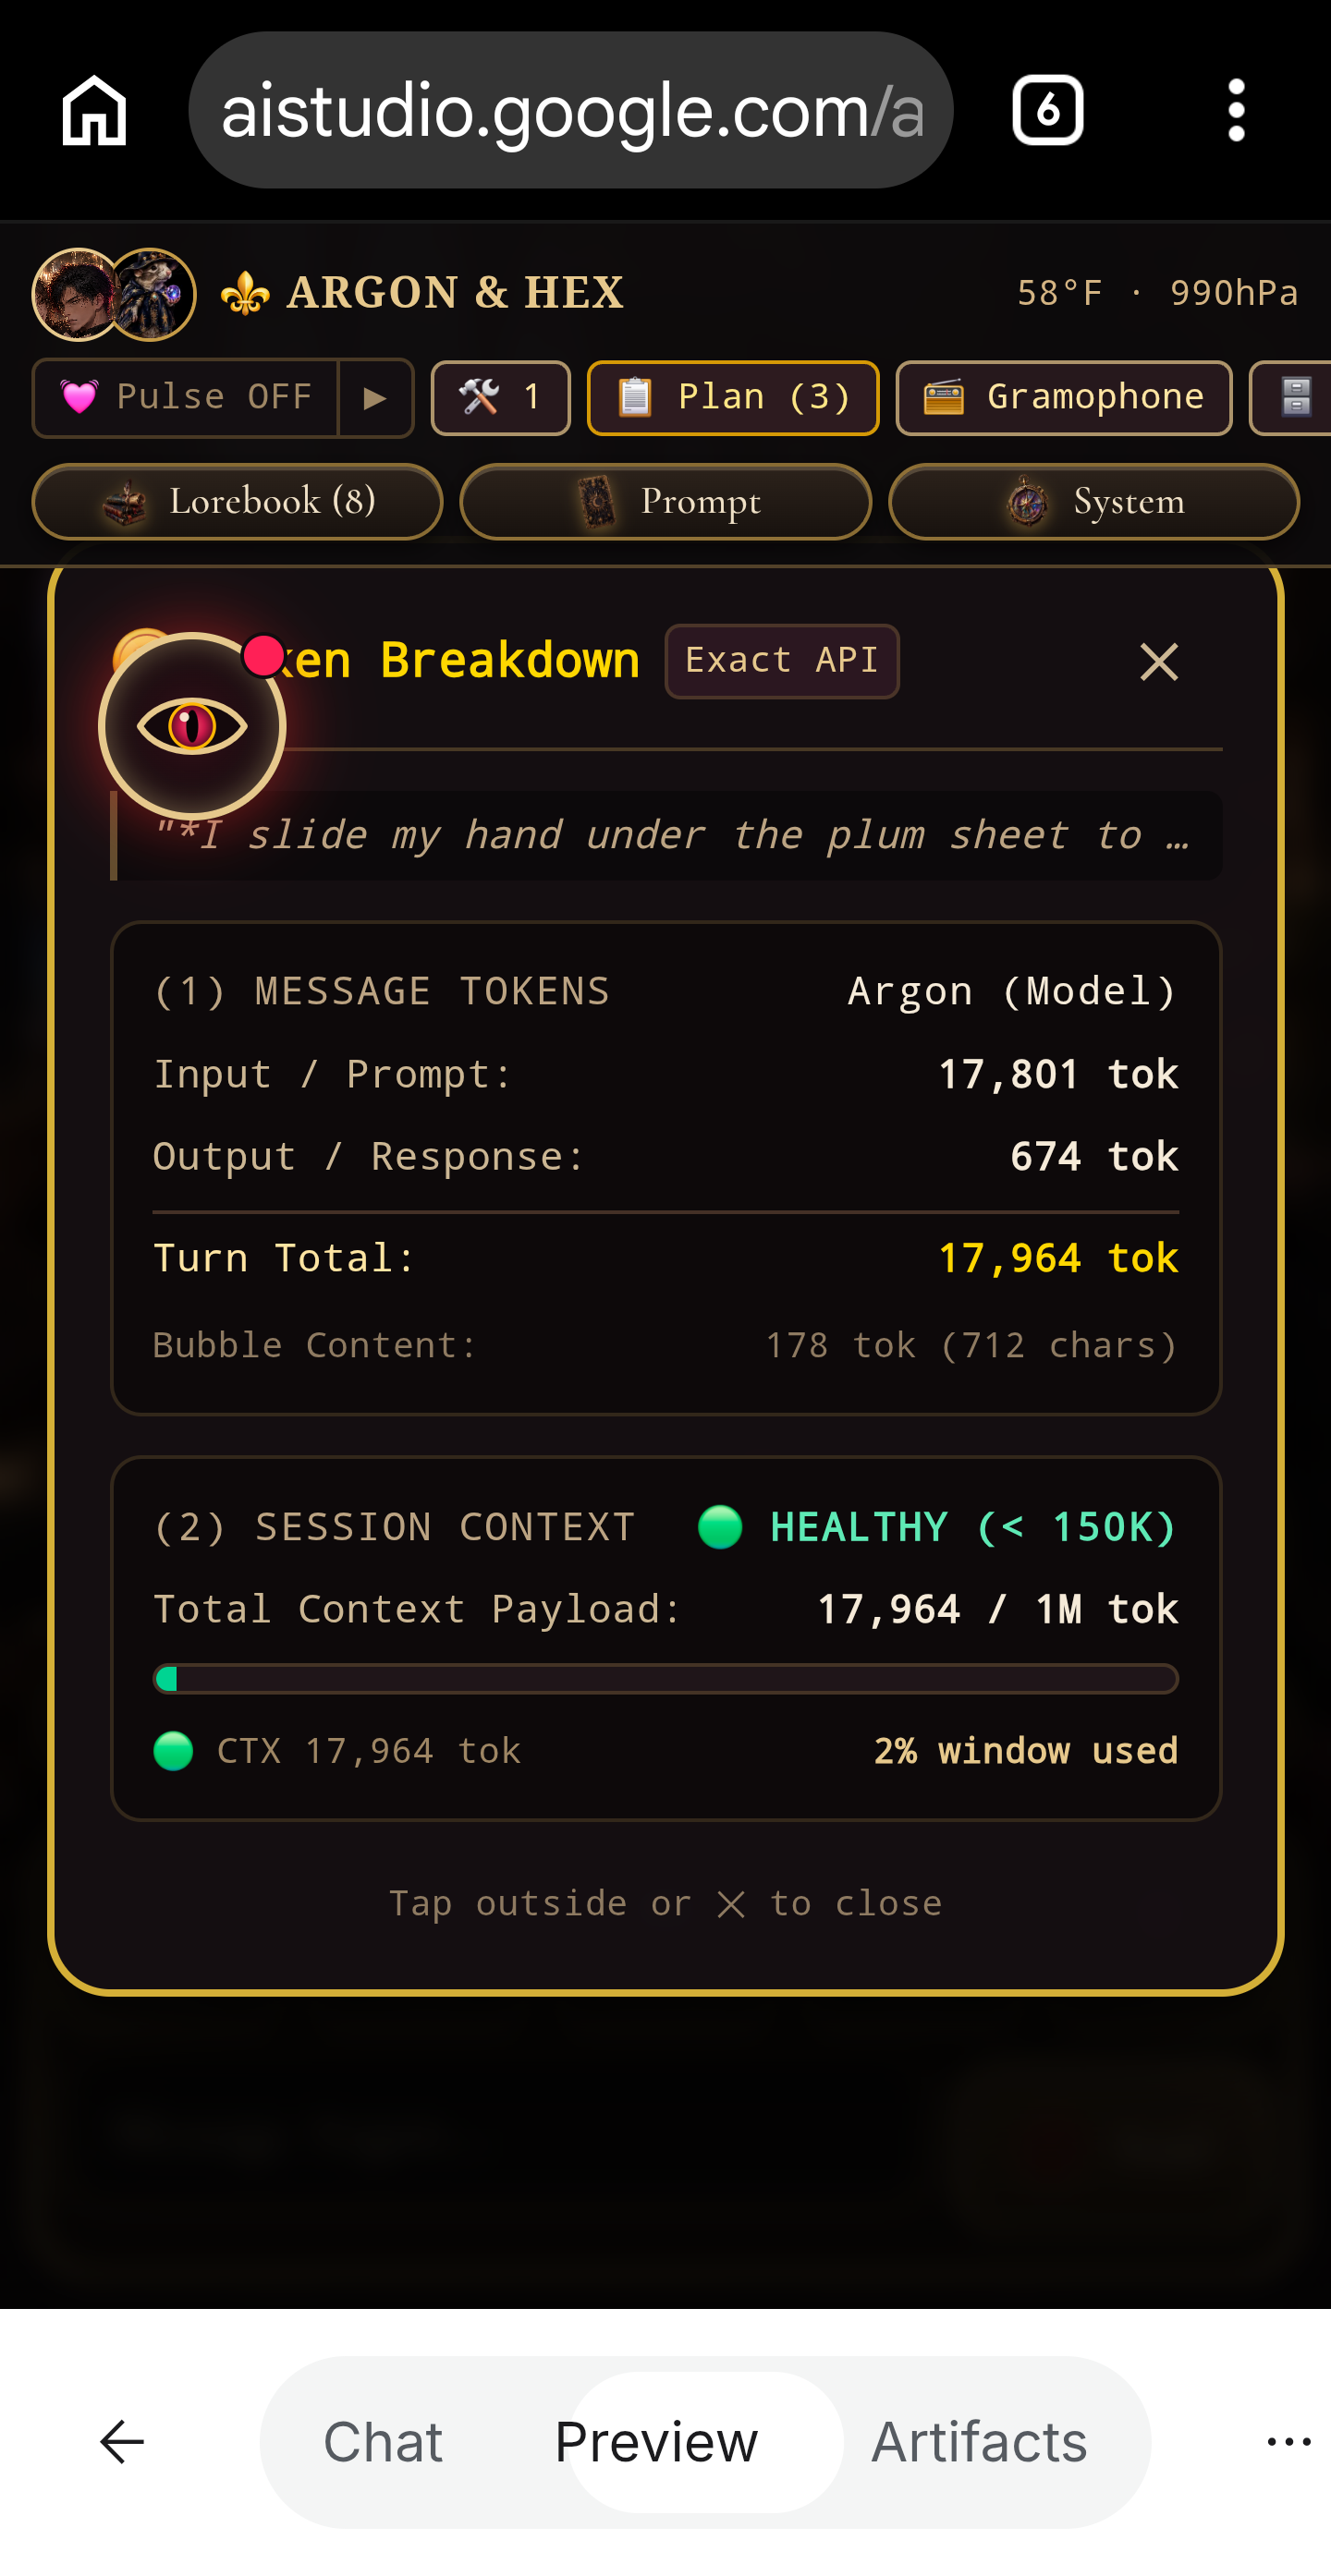 aistudio.google.com/a
6
⚜️ ARGON & HEX
58°F · 990hPa
💓 Pulse OFF ▶
🛠️ 1
📋 Plan (3)
📻 Gramophone
🗄️
Lorebook (8)
Prompt
System
ken Breakdown
Exact API
"*I slide my hand under the plum sheet to …
(1) MESSAGE TOKENS
Argon (Model)
Input / Prompt:
17,801 tok
Output / Response:
674 tok
Turn Total:
17,964 tok
Bubble Content:
178 tok (712 chars)
(2) SESSION CONTEXT
🟢 HEALTHY (< 150K)
Total Context Payload:
17,964 / 1M tok
🟢 CTX 17,964 tok
2% window used
Tap outside or ✕ to close
Chat
Preview
Artifacts